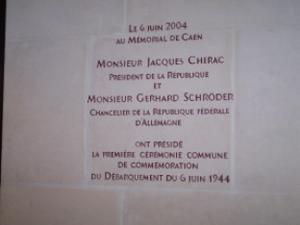 Le 6 juin 2004
au Mémorial de Caen
Monsieur Jacques Chirac
Président de la République
et
Monsieur Gerhard Schröder
Chancelier de la République fédérale
d'Allemagne
ont présidé
la première cérémonie commune
de commémoration
du Débarquement du 6 juin 1944